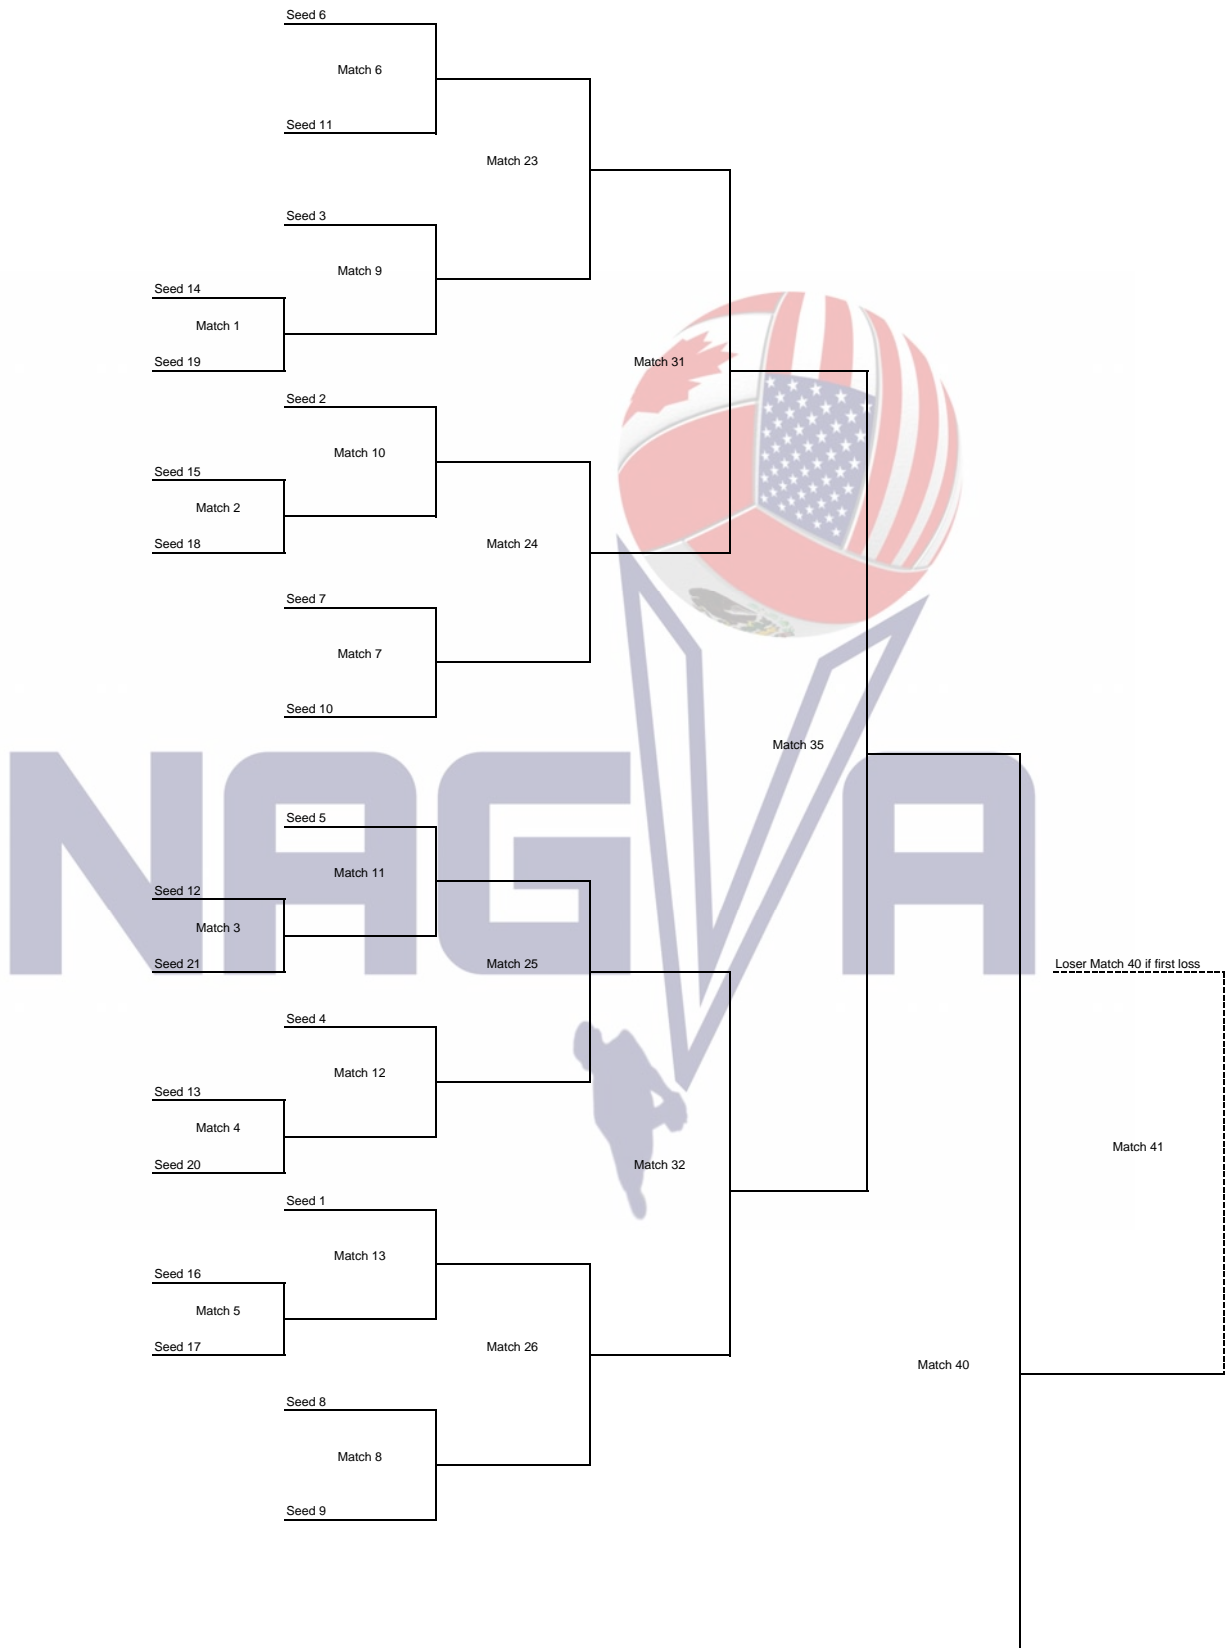 Seed 6
Match 6
Seed 11
Match 23
Seed 3
Match 9
Seed 14
Match 1
Seed 19
Match 31
Seed 2
Match 10
Seed 15
Match 2
Seed 18
Match 24
Seed 7
Match 7
Seed 10
Match 35
NAGVA
Seed 5
Match 11
Seed 12
Match 3
Seed 21
Match 25
Loser Match 40 if first loss
Seed 4
Match 12
Seed 13
Match 4
Seed 20
Match 32
Match 41
Seed 1
Match 13
Seed 16
Match 5
Seed 17
Match 26
Match 40
Seed 8
Match 8
Seed 9